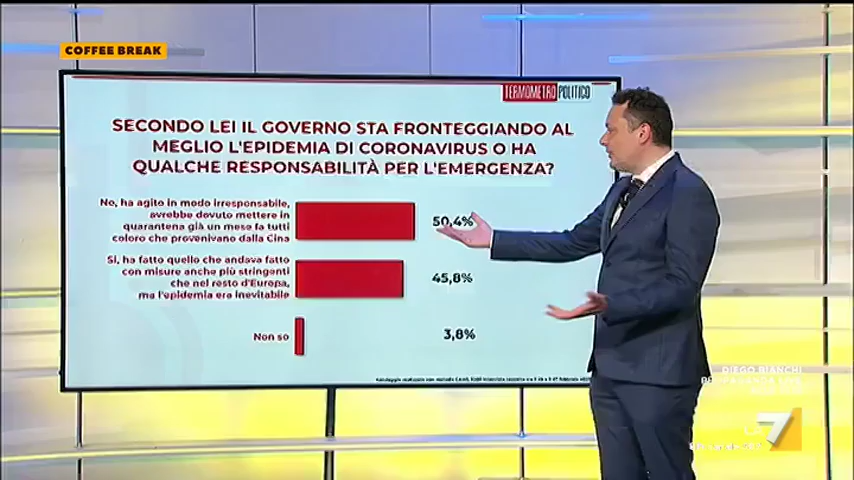 COFFEE BREAK
TERMOMETRO POLITICO
SECONDO LEI IL GOVERNO STA FRONTEGGIANDO AL
MEGLIO L'EPIDEMIA DI CORONAVIRUS O HA
QUALCHE RESPONSABILITÀ PER L'EMERGENZA?
No, ha agito in modo irresponsabile,
avrebbe dovuto mettere in
quarantena già un mese fa tutti
coloro che provenivano dalla Cina
50,4%
Si, ha fatto quello che andava fatto
con misure anche più stringenti
che nel resto d'Europa,
ma l'epidemia era inevitabile
45,8%
Non so
3,8%
DIEGO BIANCHI
7